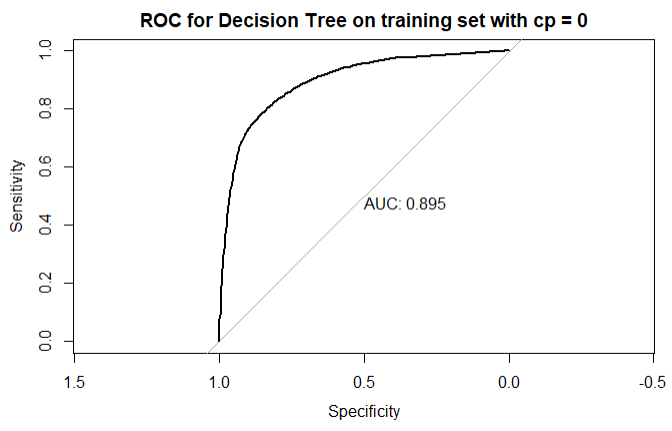 ROC for Decision Tree on training set with cp = 0
Sensitivity
1.0
0.8
0.6
0.4
0.2
0.0
AUC: 0.895
1.5 1.0 0.5 0.0 -0.5
Specificity